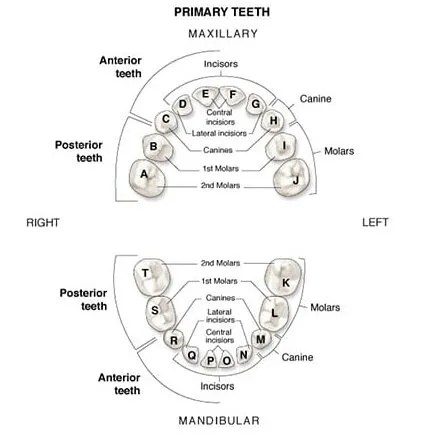 PRIMARY TEETH
MAXILLARY
Anterior
teeth
Incisors
E F
D G
Central
incisors
Canine
C H
Lateral incisors
Posterior
teeth
B I
Canines
Molars
1st Molars
A J
2nd Molars
RIGHT LEFT
T K
2nd Molars
1st Molars
Posterior
teeth
Canines
S L
Molars
Lateral
incisors
Central
incisors
R M
Q P O N
Canine
Anterior
teeth
Incisors
MANDIBULAR